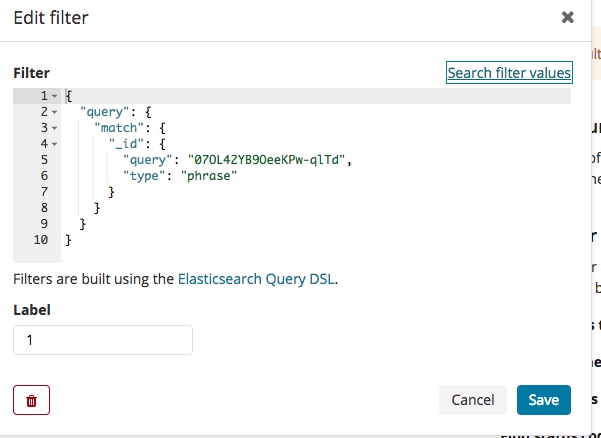 Edit filter
Filter
Search filter values
1 {
2 "query": {
3 "match": {
4 "_id": {
5 "query": "07OL42YB9OeeKPw-qlTd",
6 "type": "phrase"
7 }
8 }
9 }
10 }
Filters are built using the Elasticsearch Query DSL.
Label
1
Cancel
Save